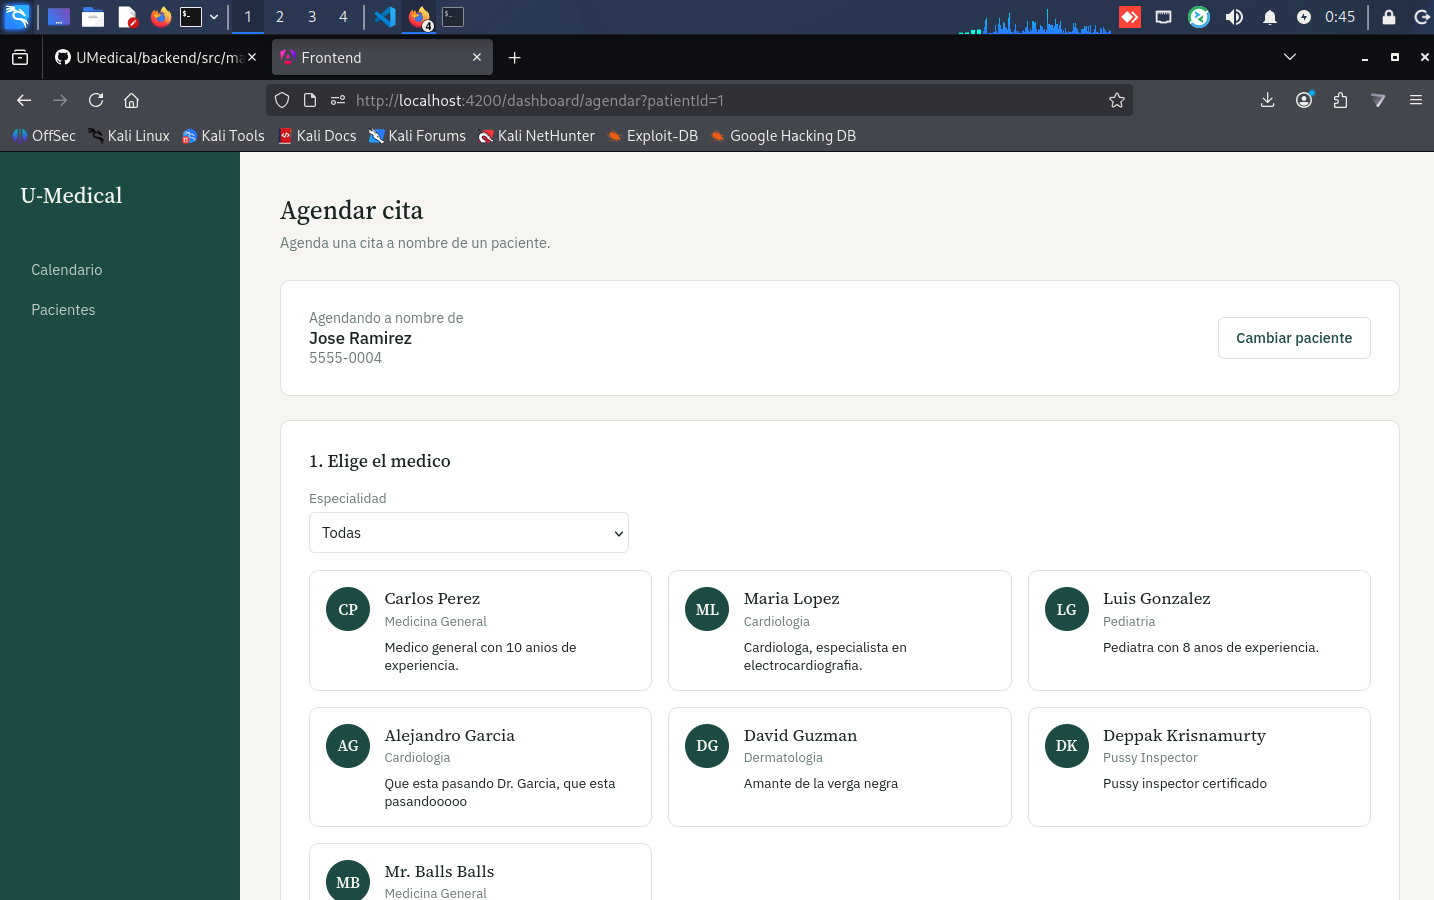 1
2
3
4
4
0:45
UMedical/backend/src/ma
Frontend
http://localhost:4200/dashboard/agendar?patientId=1
OffSec
Kali Linux
Kali Tools
Kali Docs
Kali Forums
Kali NetHunter
Exploit-DB
Google Hacking DB
U-Medical
Calendario
Pacientes
Agendar cita
Agenda una cita a nombre de un paciente.
Agendando a nombre de
Jose Ramirez
5555-0004
Cambiar paciente
1. Elige el medico
Especialidad
Todas
CP
Carlos Perez
Medicina General
Medico general con 10 anios de
experiencia.
ML
Maria Lopez
Cardiologia
Cardiologa, especialista en
electrocardiografia.
LG
Luis Gonzalez
Pediatria
Pediatra con 8 anos de experiencia.
AG
Alejandro Garcia
Cardiologia
Que esta pasando Dr. Garcia, que esta
pasandooooo
DG
David Guzman
Dermatologia
Amante de la verga negra
DK
Deppak Krisnamurty
Pussy Inspector
Pussy inspector certificado
MB
Mr. Balls Balls
Medicina General